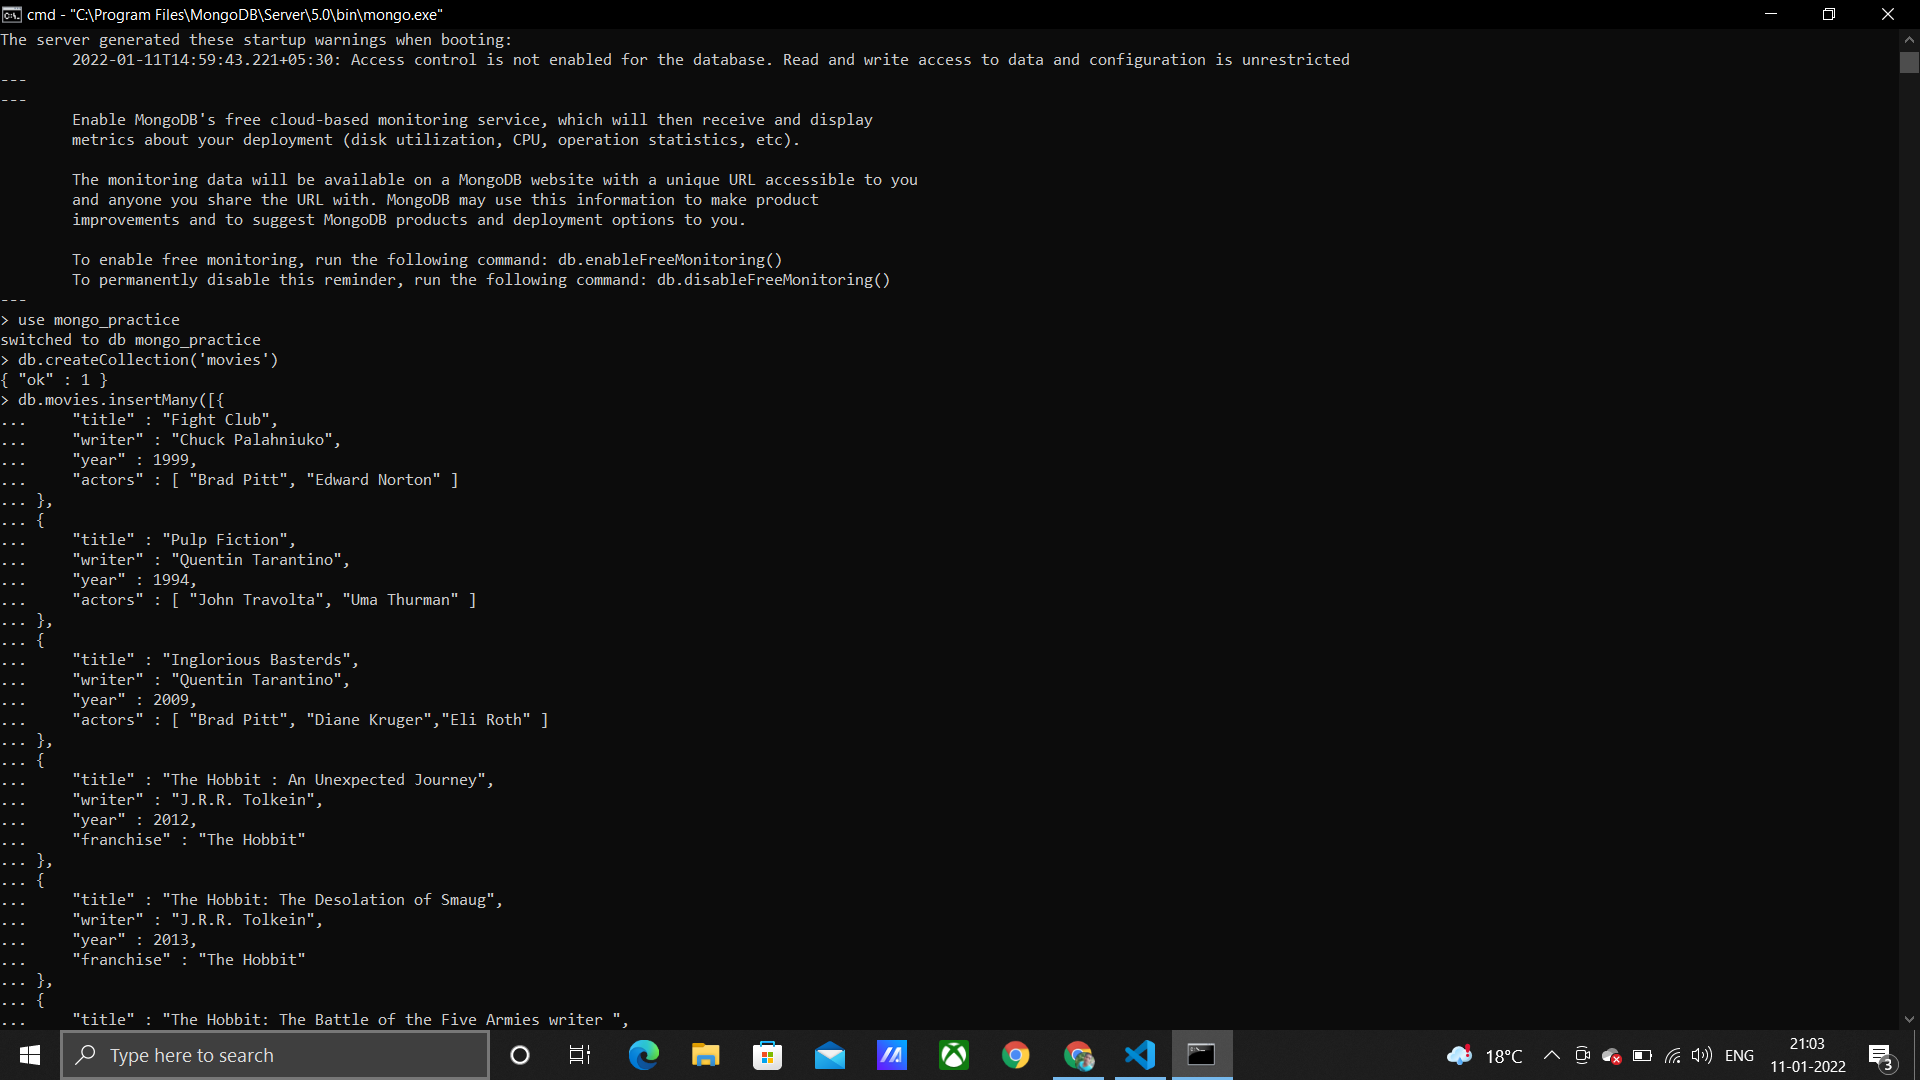 cmd - "C:\Program Files\MongoDB\Server\5.0\bin\mongo.exe"
The server generated these startup warnings when booting:
        2022-01-11T14:59:43.221+05:30: Access control is not enabled for the database. Read and write access to data and configuration is unrestricted
---
---
        Enable MongoDB's free cloud-based monitoring service, which will then receive and display
        metrics about your deployment (disk utilization, CPU, operation statistics, etc).
        The monitoring data will be available on a MongoDB website with a unique URL accessible to you
        and anyone you share the URL with. MongoDB may use this information to make product
        improvements and to suggest MongoDB products and deployment options to you.
        To enable free monitoring, run the following command: db.enableFreeMonitoring()
        To permanently disable this reminder, run the following command: db.disableFreeMonitoring()
---
> use mongo_practice
switched to db mongo_practice
> db.createCollection('movies')
{ "ok" : 1 }
> db.movies.insertMany([{
...     "title" : "Fight Club",
...     "writer" : "Chuck Palahniuko",
...     "year" : 1999,
...     "actors" : [ "Brad Pitt", "Edward Norton" ]
... },
... {
...     "title" : "Pulp Fiction",
...     "writer" : "Quentin Tarantino",
...     "year" : 1994,
...     "actors" : [ "John Travolta", "Uma Thurman" ]
... },
... {
...     "title" : "Inglorious Basterds",
...     "writer" : "Quentin Tarantino",
...     "year" : 2009,
...     "actors" : [ "Brad Pitt", "Diane Kruger","Eli Roth" ]
... },
... {
...     "title" : "The Hobbit : An Unexpected Journey",
...     "writer" : "J.R.R. Tolkein",
...     "year" : 2012,
...     "franchise" : "The Hobbit"
... },
... {
...     "title" : "The Hobbit: The Desolation of Smaug",
...     "writer" : "J.R.R. Tolkein",
...     "year" : 2013,
...     "franchise" : "The Hobbit"
... },
... {
...     "title" : "The Hobbit: The Battle of the Five Armies writer ",
Type here to search
18°C
ENG
21:03
11-01-2022
3